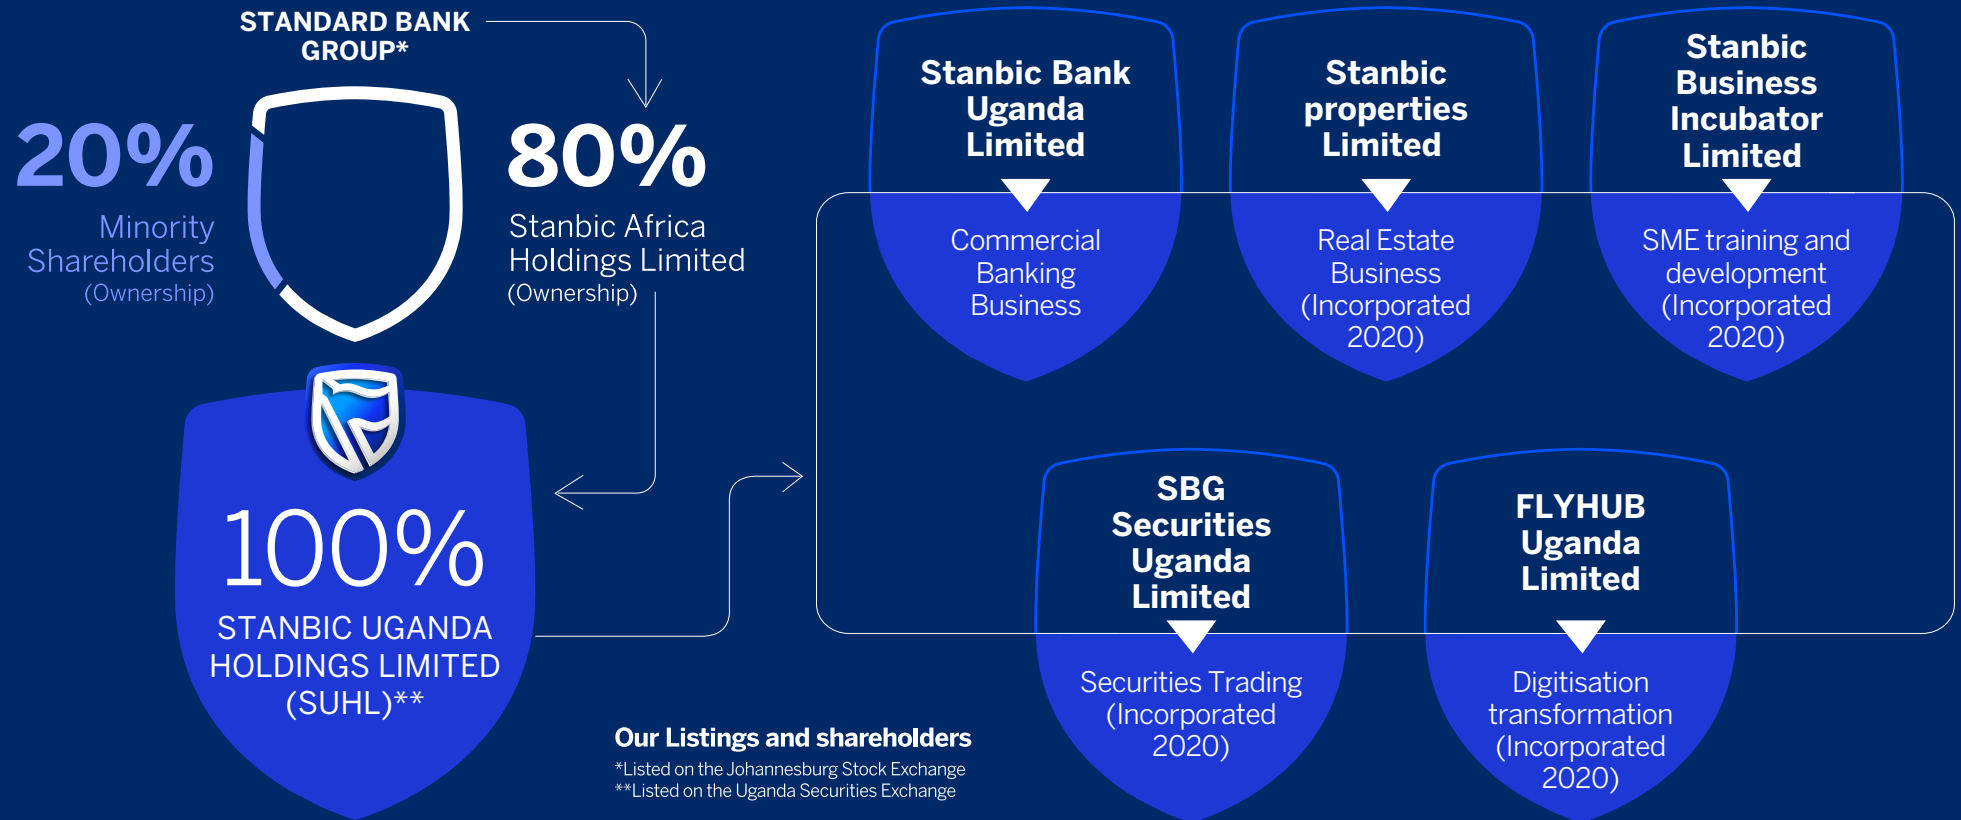 STANDARD BANK
GROUP*
20%
Minority
Shareholders
(Ownership)
80%
Stanbic Africa
Holdings Limited
(Ownership)
100%
STANBIC UGANDA
HOLDINGS LIMITED
(SUHL)**
Stanbic Bank
Uganda
Limited
Commercial
Banking
Business
Stanbic
properties
Limited
Real Estate
Business
(Incorporated
2020)
Stanbic
Business
Incubator
Limited
SME training and
development
(Incorporated
2020)
SBG
Securities
Uganda
Limited
Securities Trading
(Incorporated
2020)
FLYHUB
Uganda
Limited
Digitisation
transformation
(Incorporated
2020)
Our Listings and shareholders
*Listed on the Johannesburg Stock Exchange
**Listed on the Uganda Securities Exchange